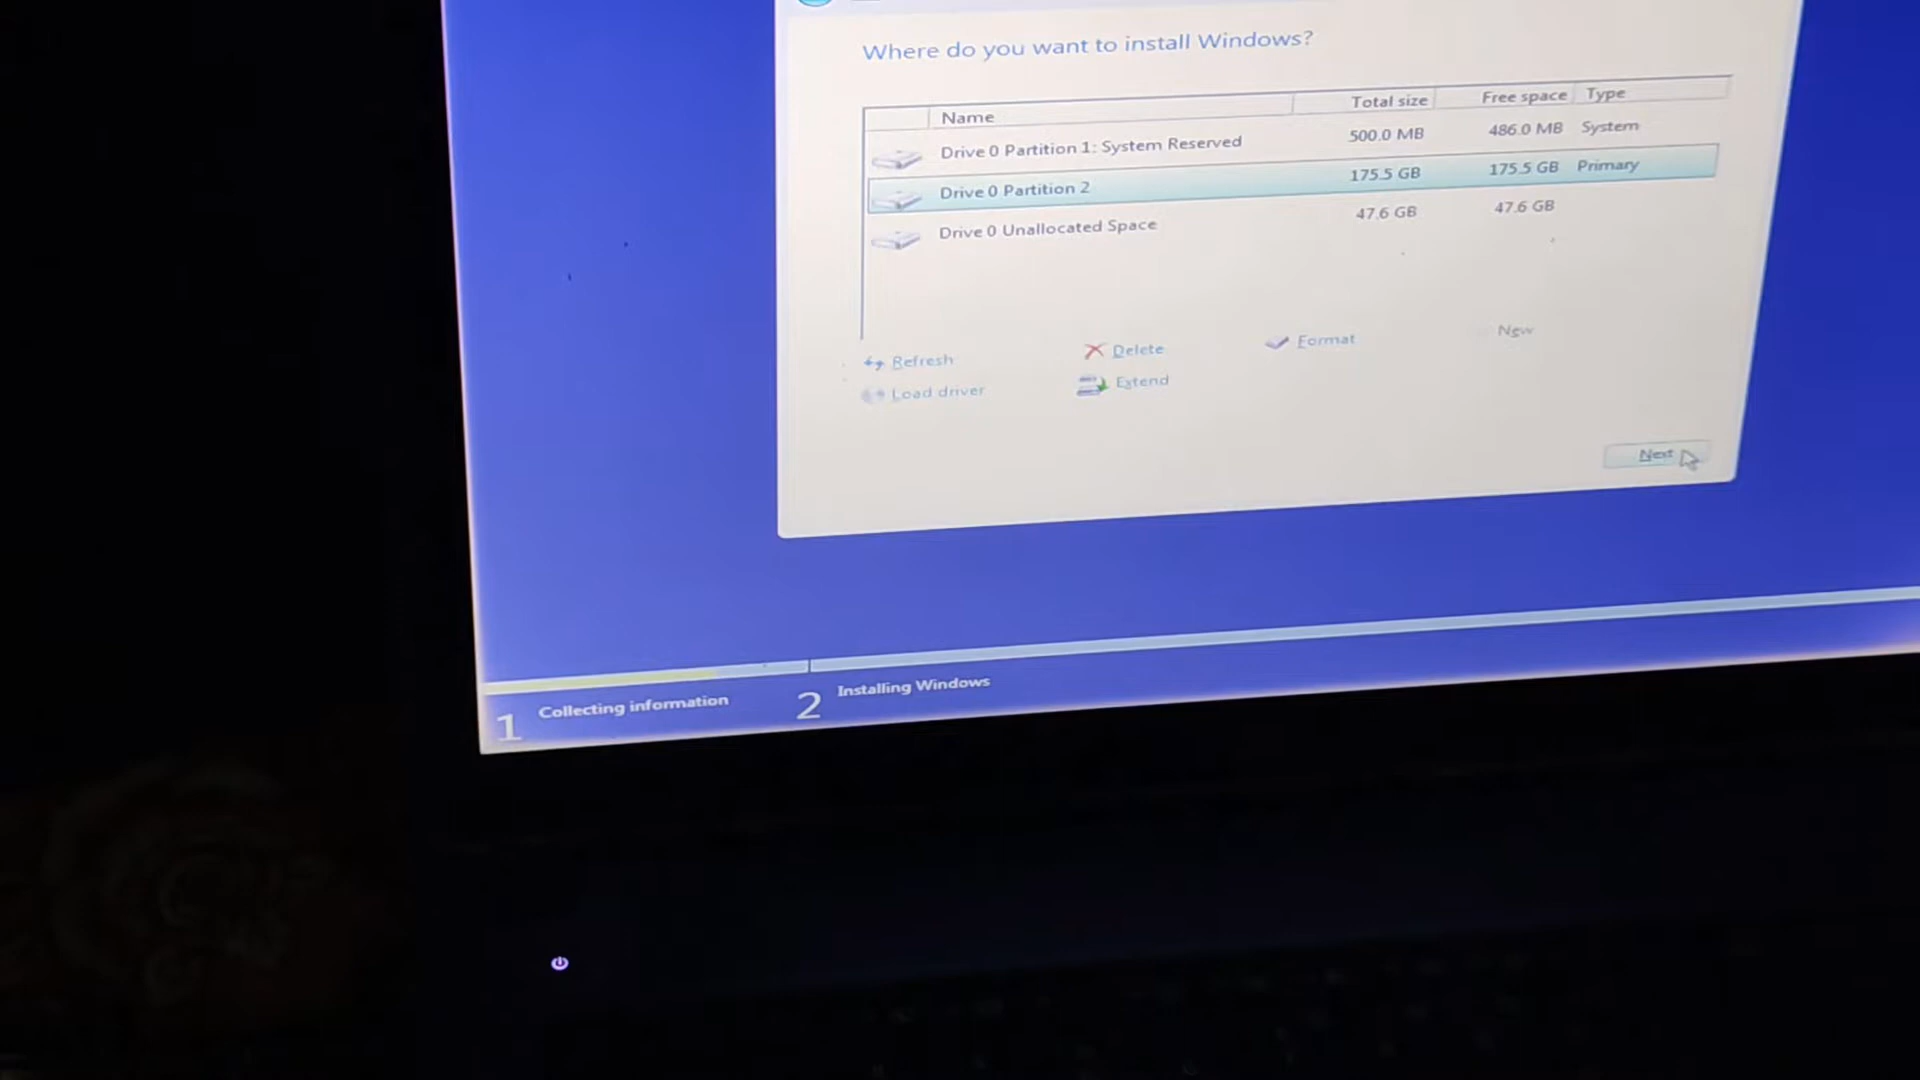 Where do you want to install Windows?
Name Total size Free space Type
Drive 0 Partition 1: System Reserved 500.0 MB 486.0 MB System
Drive 0 Partition 2 175.5 GB 175.5 GB Primary
Drive 0 Unallocated Space 47.6 GB 47.6 GB
Refresh Delete Format New
Load driver Extend
Next
1 Collecting information 2 Installing Windows